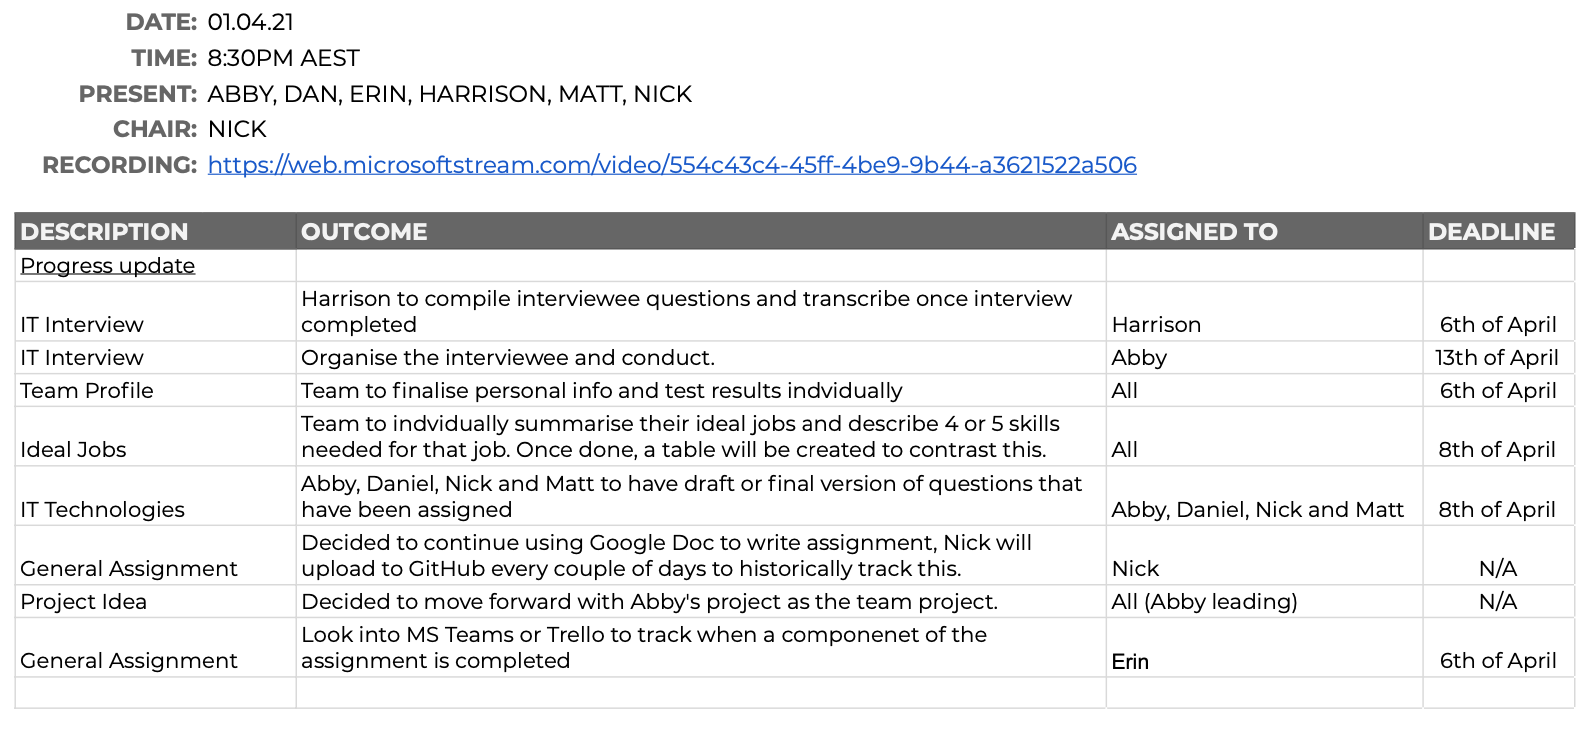 DATE: 01.04.21
TIME: 8:30PM AEST
PRESENT: ABBY, DAN, ERIN, HARRISON, MATT, NICK
CHAIR: NICK
RECORDING: https://web.microsoftstream.com/video/554c43c4-45ff-4be9-9b44-a3621522a506
DESCRIPTION OUTCOME ASSIGNED TO DEADLINE
Progress update
Harrison to compile interviewee questions and transcribe once interview
IT Interview completed Harrison 6th of April
IT Interview Organise the interviewee and conduct. Abby 13th of April
Team Profile Team to finalise personal info and test results indvidually All 6th of April
Team to indvidually summarise their ideal jobs and describe 4 or 5 skills
Ideal Jobs needed for that job. Once done, a table will be created to contrast this. All 8th of April
Abby, Daniel, Nick and Matt to have draft or final version of questions that
IT Technologies have been assigned Abby, Daniel, Nick and Matt 8th of April
Decided to continue using Google Doc to write assignment, Nick will
General Assignment upload to GitHub every couple of days to historically track this. Nick N/A
Project Idea Decided to move forward with Abby's project as the team project. All (Abby leading) N/A
Look into MS Teams or Trello to track when a componenet of the
General Assignment assignment is completed Erin 6th of April